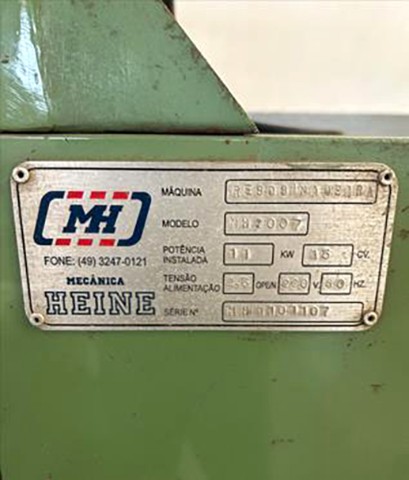 MH
FONE: (49) 3247-0121
MECÂNICA
HEINE
MÁQUINA REBOBINADEIRA
MODELO MH2007
POTÊNCIA INSTALADA 11 KW 15 CV.
TENSÃO ALIMENTAÇÃO V. 60 HZ.
SÉRIE Nº